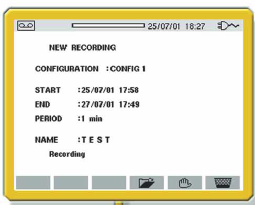 25/07/01 18:27
NEW RECORDING
CONFIGURATION :CONFIG 1
START :25/07/01 17:58
END :27/07/01 17:49
PERIOD :1 min
NAME :T E S T
Recording